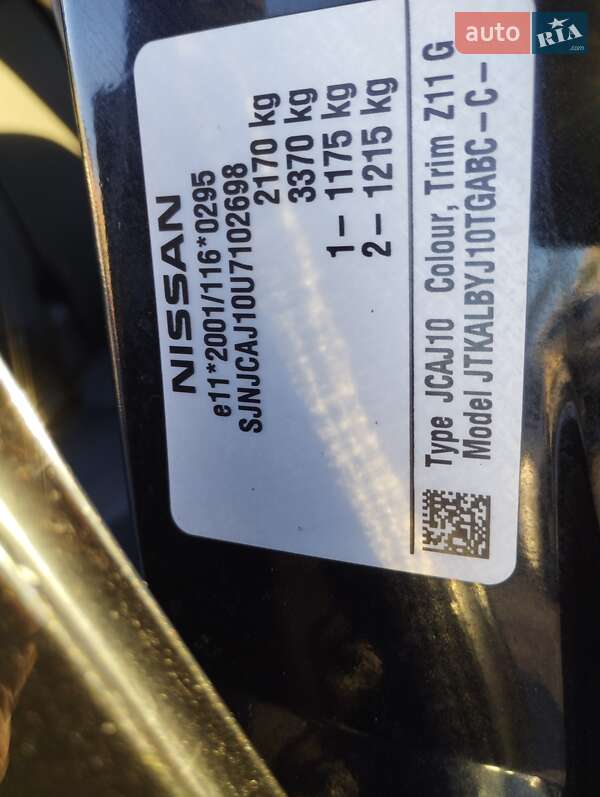 auto RIA .com
NISSAN
e11*2001/116*0295
SJNJCAJ10U7102698
2170 kg
3370 kg
1– 1175 kg
2– 1215 kg
Type JCAJ10 Colour, Trim Z11 G
Model JTKALBYJ10TGABC–C–